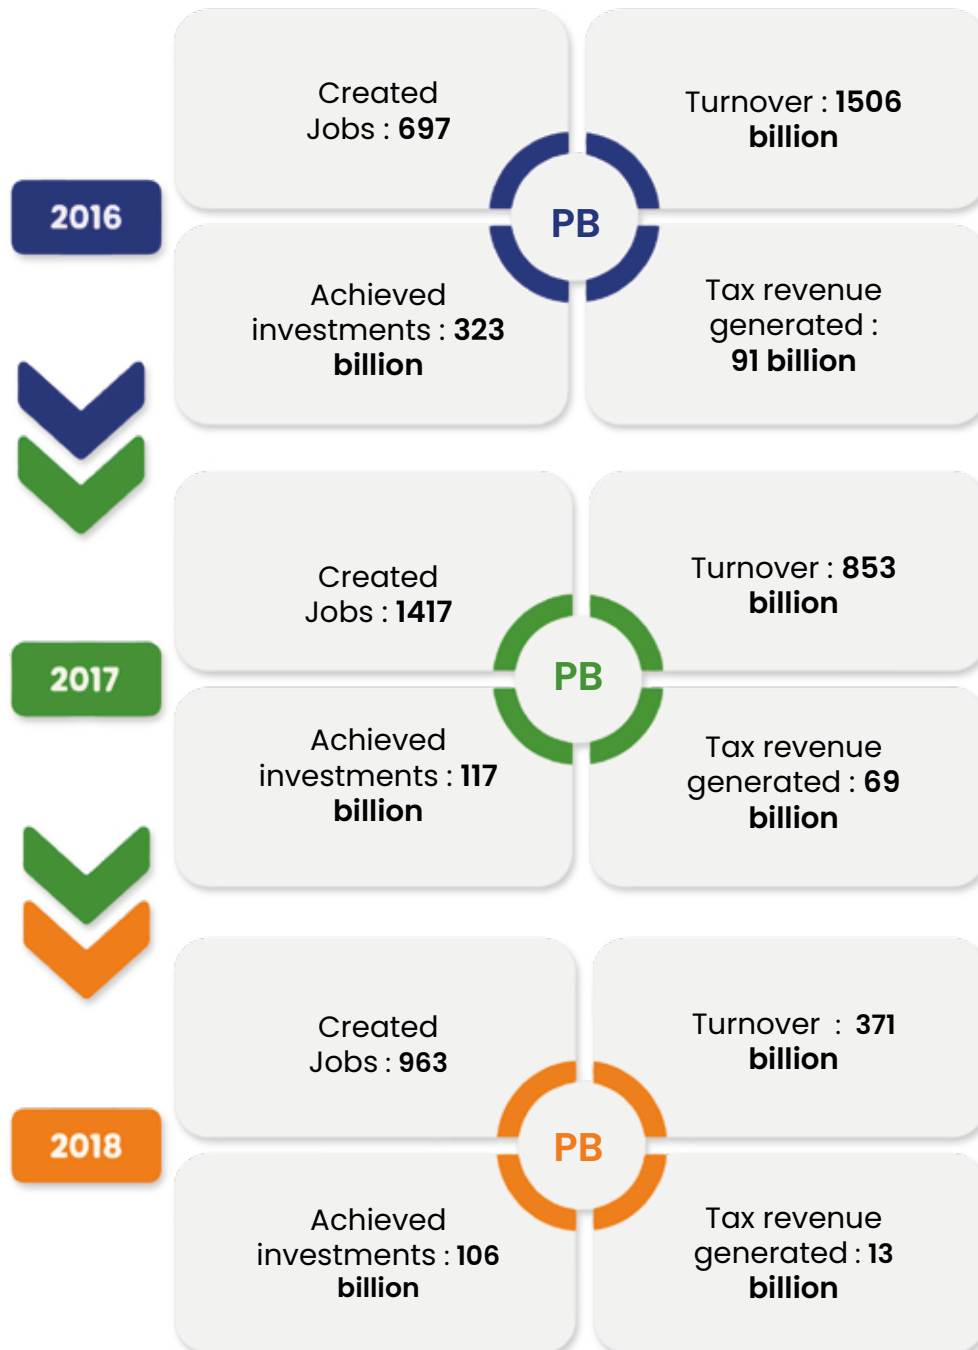 Created
Jobs : 697
Turnover : 1506
billion
2016
PB
Achieved
investments : 323
billion
Tax revenue
generated :
91 billion
Created
Jobs : 1417
Turnover : 853
billion
2017
PB
Achieved
investments : 117
billion
Tax revenue
generated : 69
billion
Created
Jobs : 963
Turnover : 371
billion
2018
PB
Achieved
investments : 106
billion
Tax revenue
generated : 13
billion